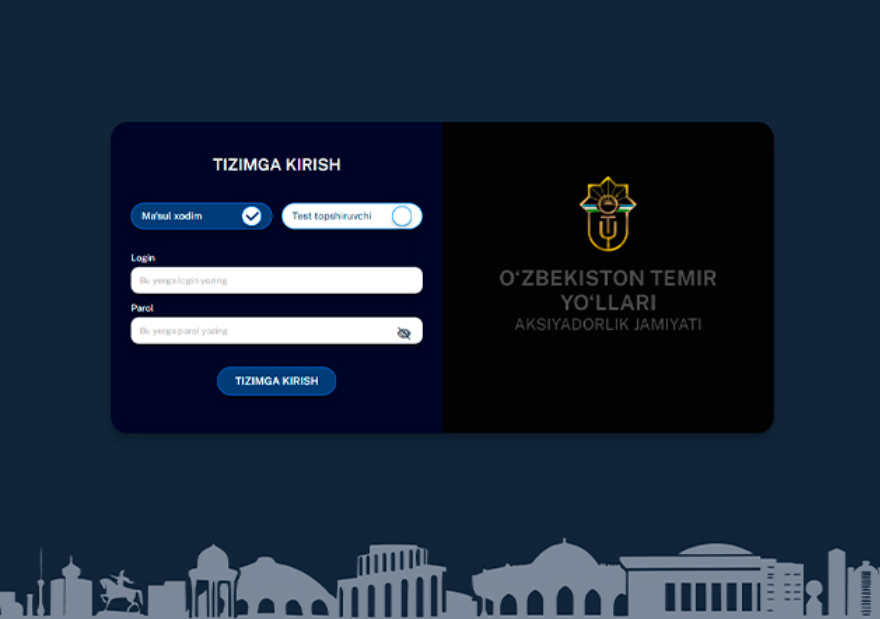 TIZIMGA KIRISH
Ma'sul xodim
Test topshiruvchi
Login
Bu yerga login yozing
Parol
Bu yerga parol yozing
TIZIMGA KIRISH
O‘ZBEKISTON TEMIR
YO‘LLARI
AKSIYADORLIK JAMIYATI